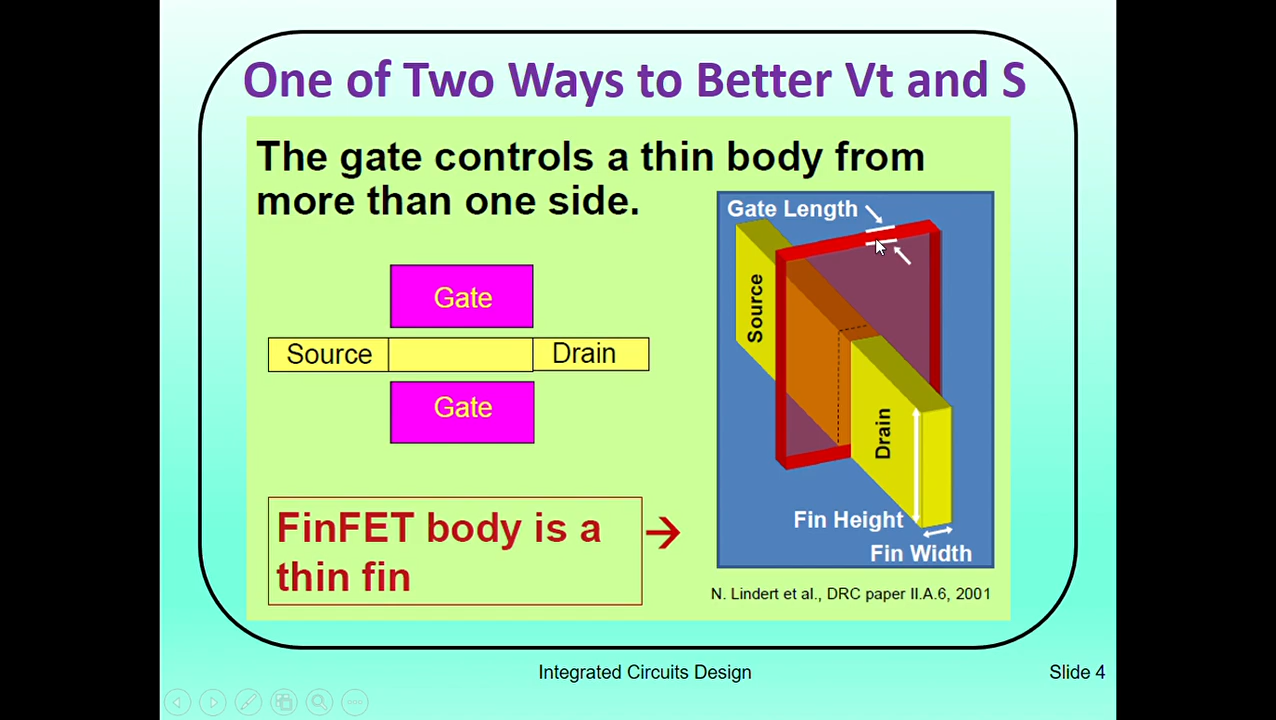 One of Two Ways to Better Vt and S
The gate controls a thin body from
more than one side.
Gate
Source
Drain
Gate
FinFET body is a
thin fin
→
Gate Length
Source
Drain
Fin Height
Fin Width
N. Lindert et al., DRC paper II.A.6, 2001
Integrated Circuits Design
Slide 4